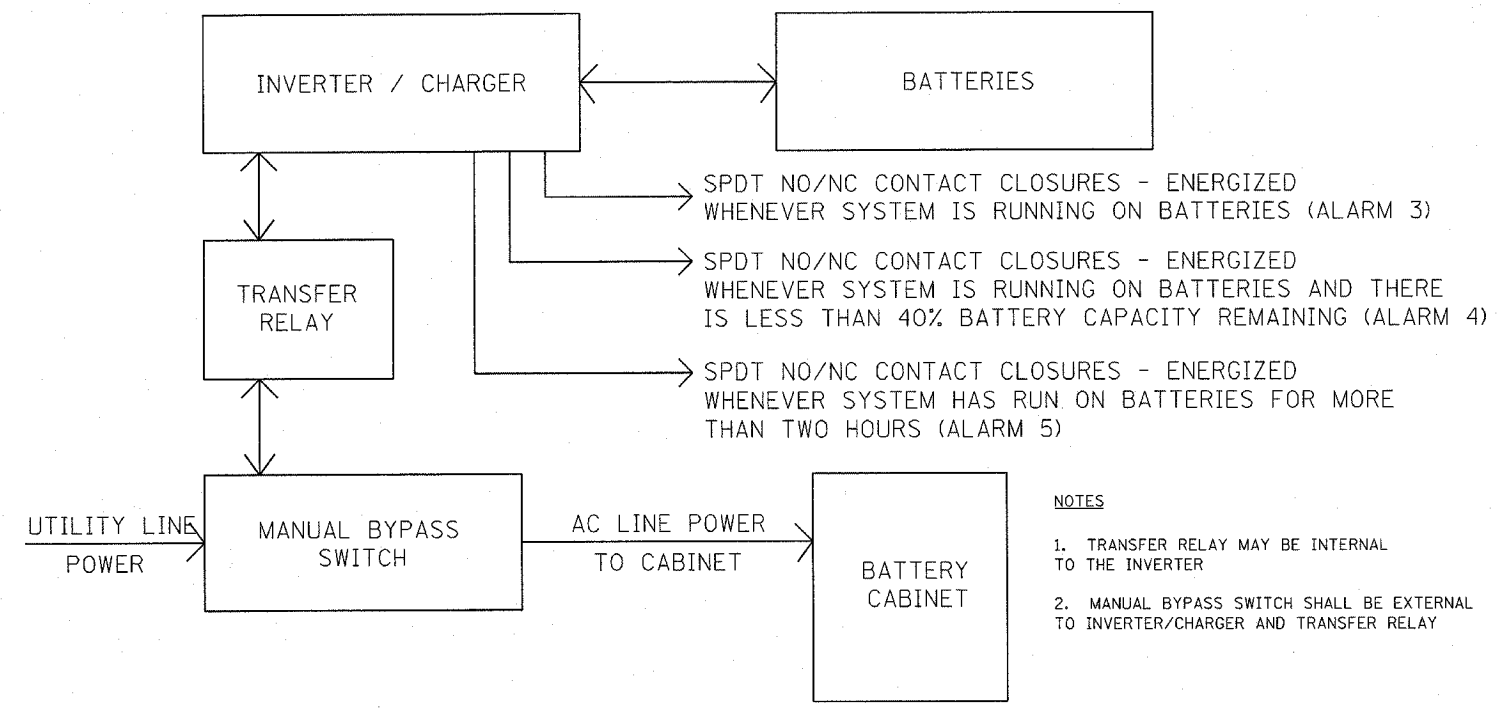 INVERTER / CHARGER
BATTERIES
SPDT NO/NC CONTACT CLOSURES - ENERGIZED
WHENEVER SYSTEM IS RUNNING ON BATTERIES (ALARM 3)
TRANSFER
RELAY
SPDT NO/NC CONTACT CLOSURES - ENERGIZED
WHENEVER SYSTEM IS RUNNING ON BATTERIES AND THERE
IS LESS THAN 40% BATTERY CAPACITY REMAINING (ALARM 4)
SPDT NO/NC CONTACT CLOSURES - ENERGIZED
WHENEVER SYSTEM HAS RUN ON BATTERIES FOR MORE
THAN TWO HOURS (ALARM 5)
UTILITY LINE
POWER
MANUAL BYPASS
SWITCH
AC LINE POWER
TO CABINET
BATTERY
CABINET
NOTES
1. TRANSFER RELAY MAY BE INTERNAL
TO THE INVERTER
2. MANUAL BYPASS SWITCH SHALL BE EXTERNAL
TO INVERTER/CHARGER AND TRANSFER RELAY